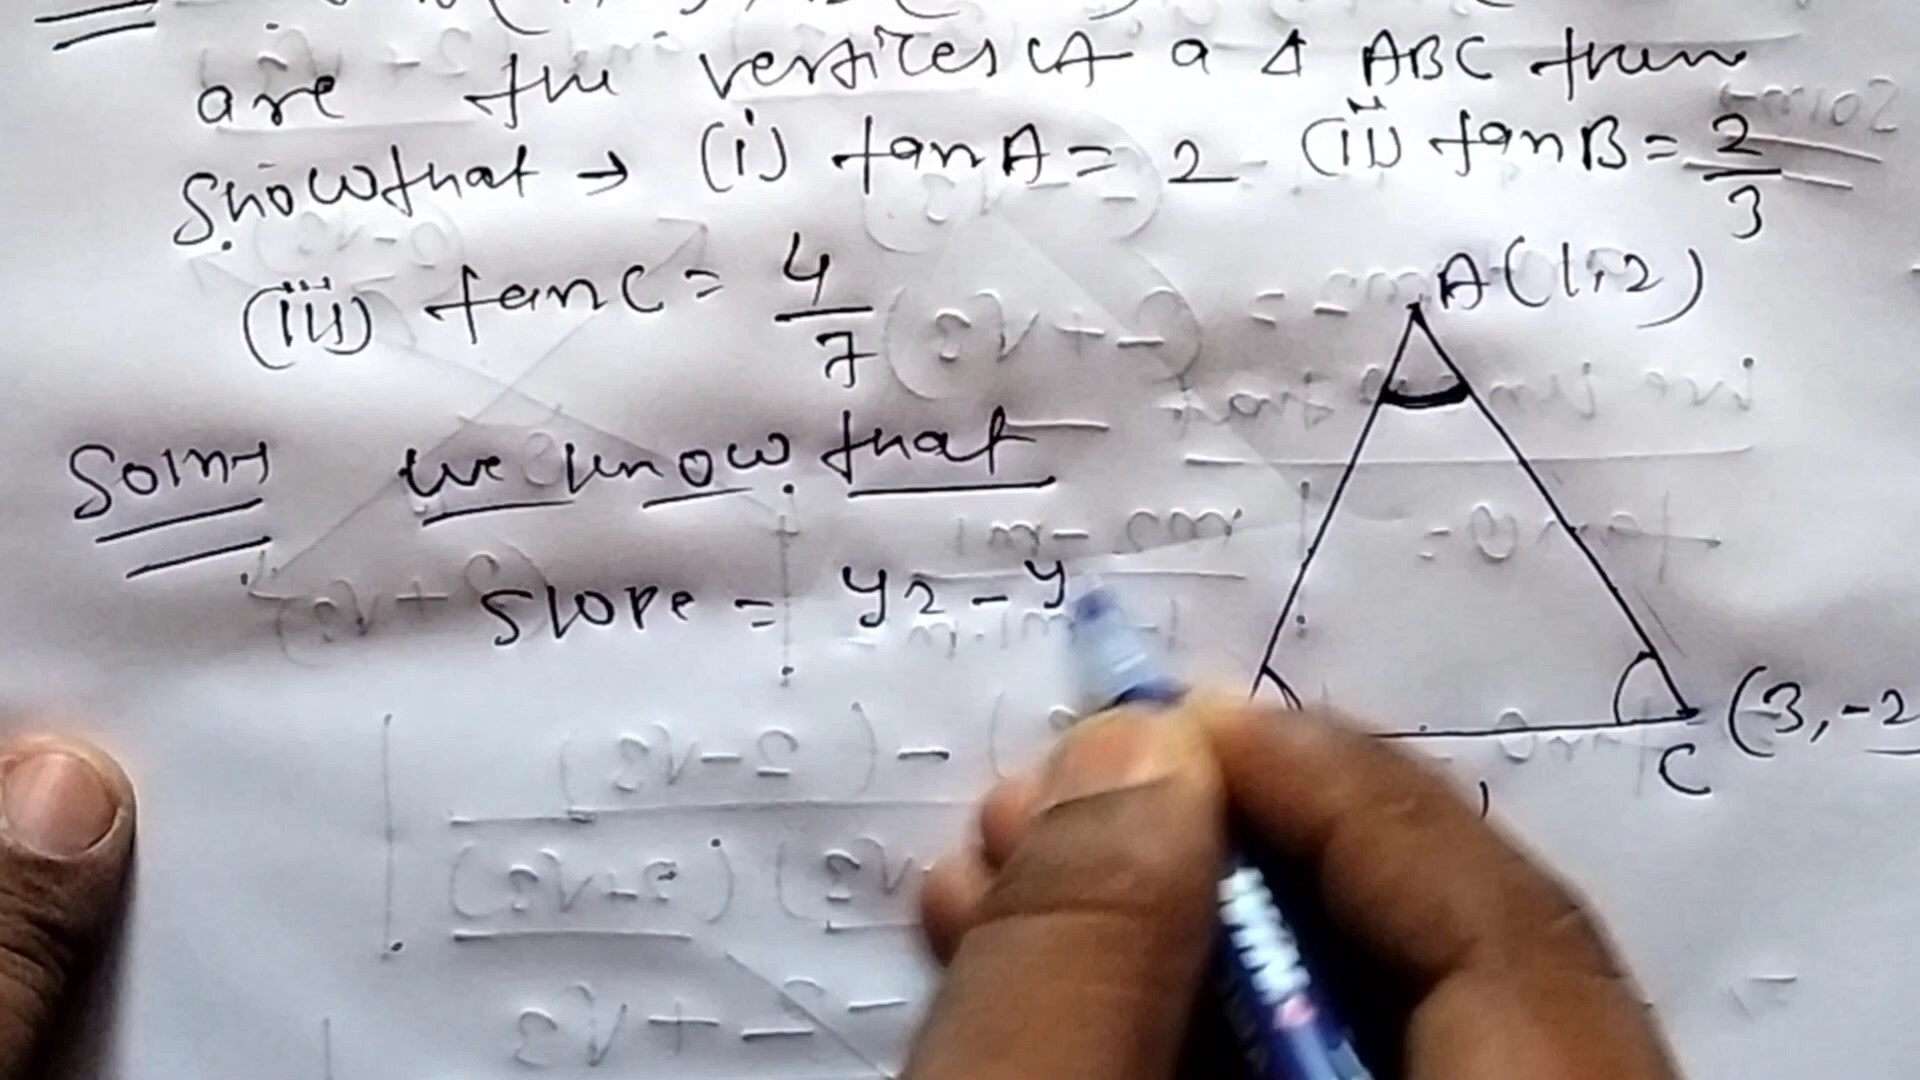 are the vertices of a Δ ABC then
Show that → (i) tan A = 2 (ii) tan B = 2/3
(iii) tan C = 4/7
A(1,2)
Soln→ we know that
Slope = y2 - y
C (3,-2